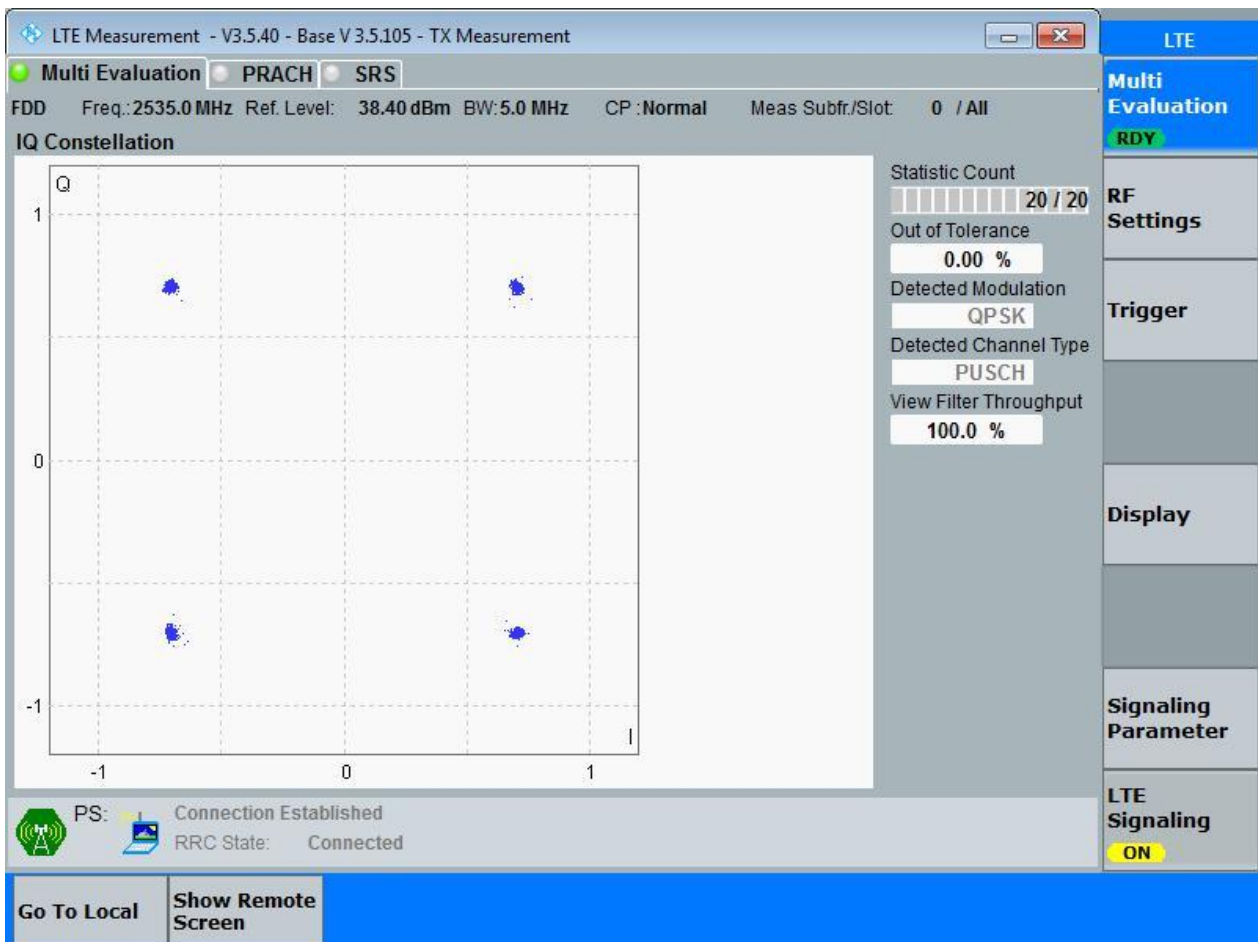 LTE Measurement - V3.5.40 - Base V 3.5.105 - TX Measurement
LTE
Multi Evaluation PRACH SRS
FDD Freq.: 2535.0 MHz Ref. Level: 38.40 dBm BW: 5.0 MHz CP : Normal Meas Subfr./Slot: 0 / All
IQ Constellation
Q
1
0
-1
-1 0 1
I
Statistic Count
20 / 20
Out of Tolerance
0.00 %
Detected Modulation
QPSK
Detected Channel Type
PUSCH
View Filter Throughput
100.0 %
Multi
Evaluation
RDY
RF
Settings
Trigger
Display
Signaling
Parameter
LTE
Signaling
ON
PS: Connection Established
RRC State: Connected
Go To Local
Show Remote
Screen